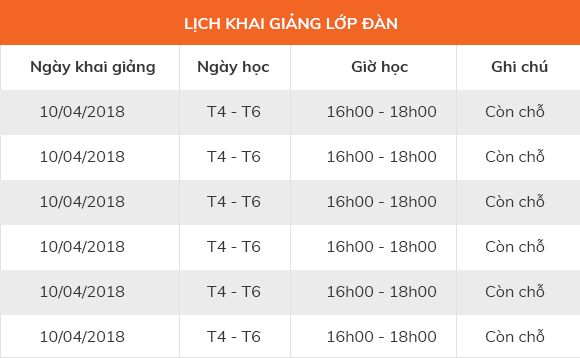 LỊCH KHAI GIẢNG LỚP ĐÀN
Ngày khai giảng Ngày học Giờ học Ghi chú
10/04/2018 T4 - T6 16h00 - 18h00 Còn chỗ
10/04/2018 T4 - T6 16h00 - 18h00 Còn chỗ
10/04/2018 T4 - T6 16h00 - 18h00 Còn chỗ
10/04/2018 T4 - T6 16h00 - 18h00 Còn chỗ
10/04/2018 T4 - T6 16h00 - 18h00 Còn chỗ
10/04/2018 T4 - T6 16h00 - 18h00 Còn chỗ